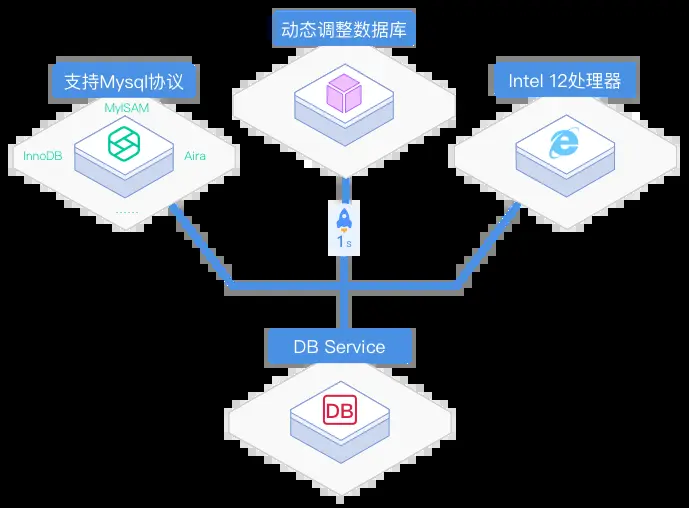 动态调整数据库
支持Mysql协议
Intel 12处理器
MyISAM
InnoDB
Aira
......
1s
DB Service
DB